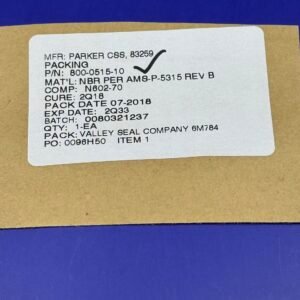 MFR: PARKER CSS, 83259
PACKING
P/N: 800-0515-10
MAT'L: NBR PER AMS-P-5315 REV B
COMP: N602-70
CURE: 2Q18
PACK DATE 07-2018
EXP DATE: 2Q33
BATCH: 0080321237
QTY: 1-EA
PACK: VALLEY SEAL COMPANY 6M784
PO: 0096H50 ITEM 1